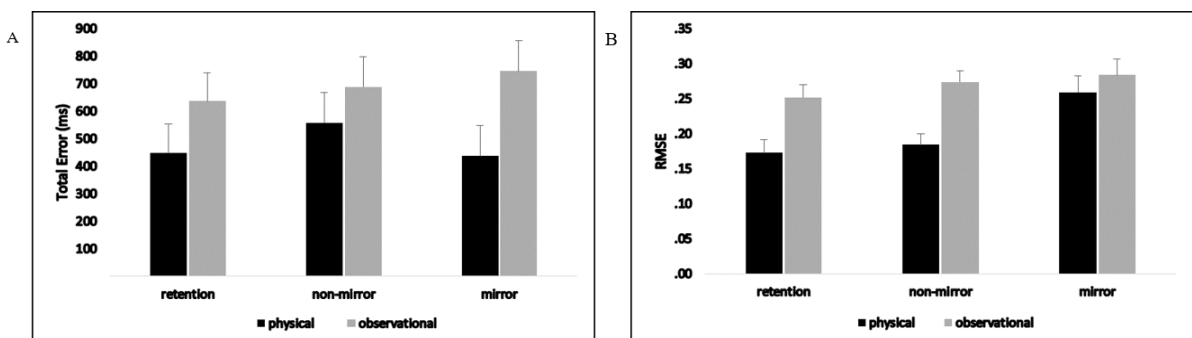 A
Total Error (ms)
900
800
700
600
500
400
300
200
100
retention non-mirror mirror
physical observational
B
RMSE
.35
.30
.25
.20
.15
.10
.05
.00
retention non-mirror mirror
physical observational